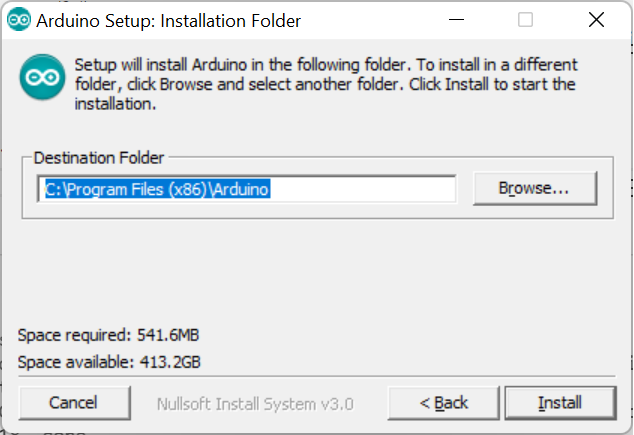 Arduino Setup: Installation Folder
Setup will install Arduino in the following folder. To install in a different
folder, click Browse and select another folder. Click Install to start the
installation.
Destination Folder
C:\Program Files (x86)\Arduino
Browse...
Space required: 541.6MB
Space available: 413.2GB
Cancel
Nullsoft Install System v3.0
< Back
Install